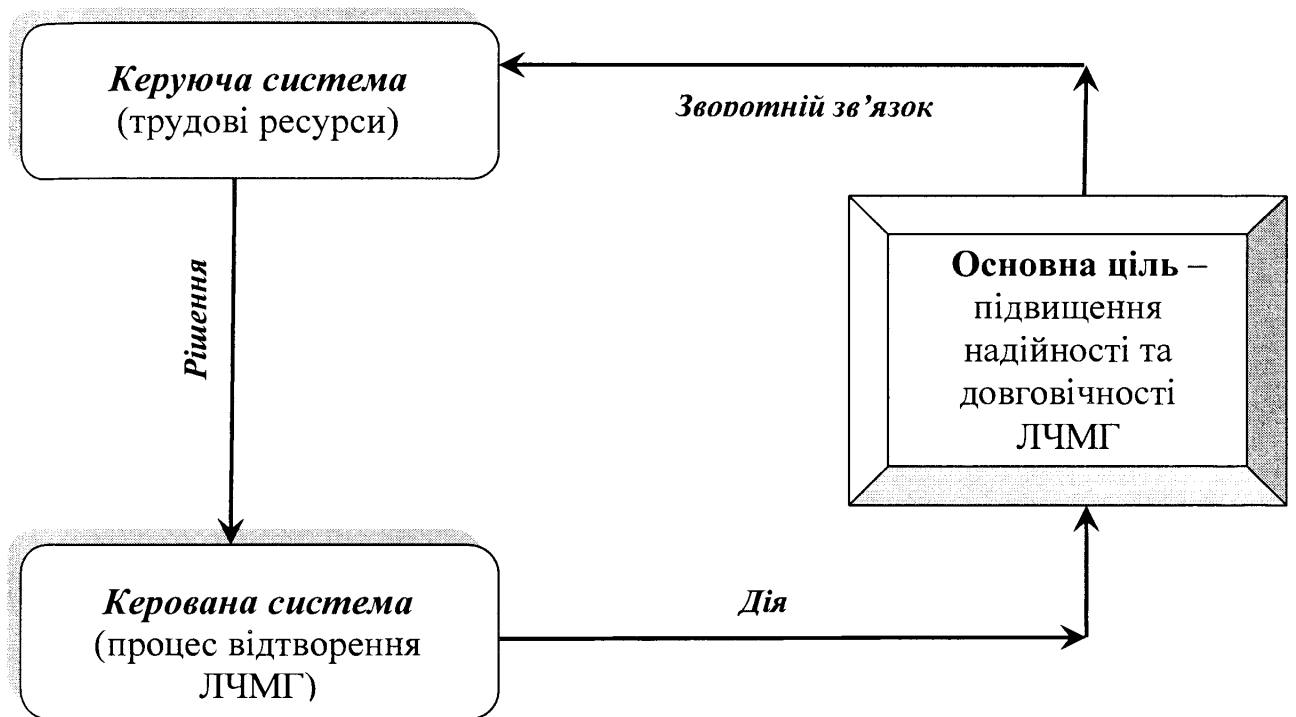 Керуюча система
(трудові ресурси)
Зворотній зв’язок
Рішення
Основна ціль –
підвищення
надійності та
довговічності
ЛЧМГ
Керована система
(процес відтворення
ЛЧМГ)
Дія